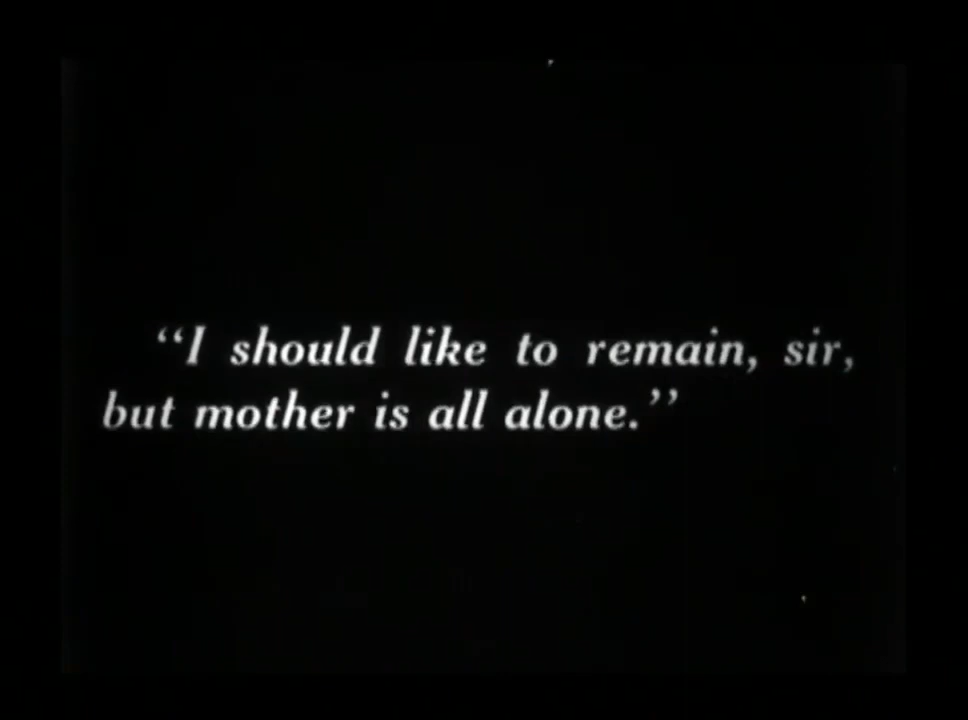 “I should like to remain, sir,
but mother is all alone.”